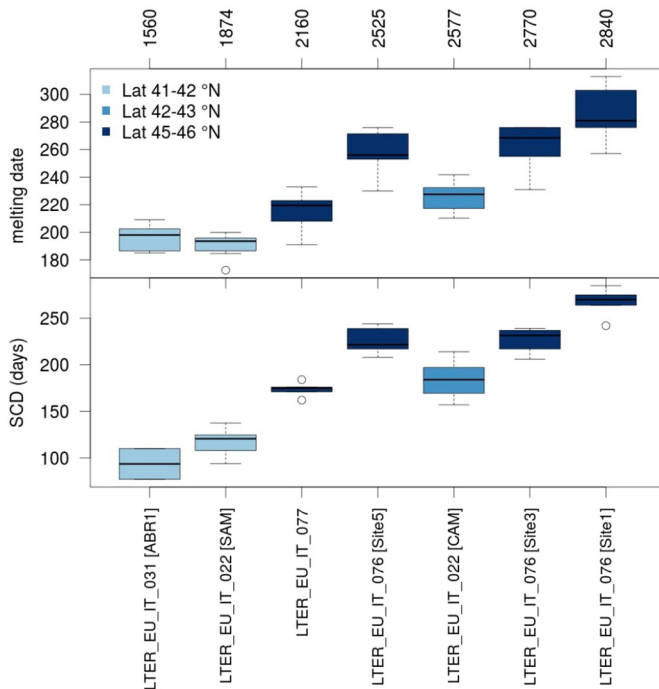 1560
1874
2160
2525
2577
2770
2840
melting date
300
280
260
240
220
200
180
Lat 41-42 °N
Lat 42-43 °N
Lat 45-46 °N
SCD (days)
250
200
150
100
LTER_EU_IT_031 [ABR1]
LTER_EU_IT_022 [SAM]
LTER_EU_IT_077
LTER_EU_IT_076 [Site5]
LTER_EU_IT_022 [CAM]
LTER_EU_IT_076 [Site3]
LTER_EU_IT_076 [Site1]